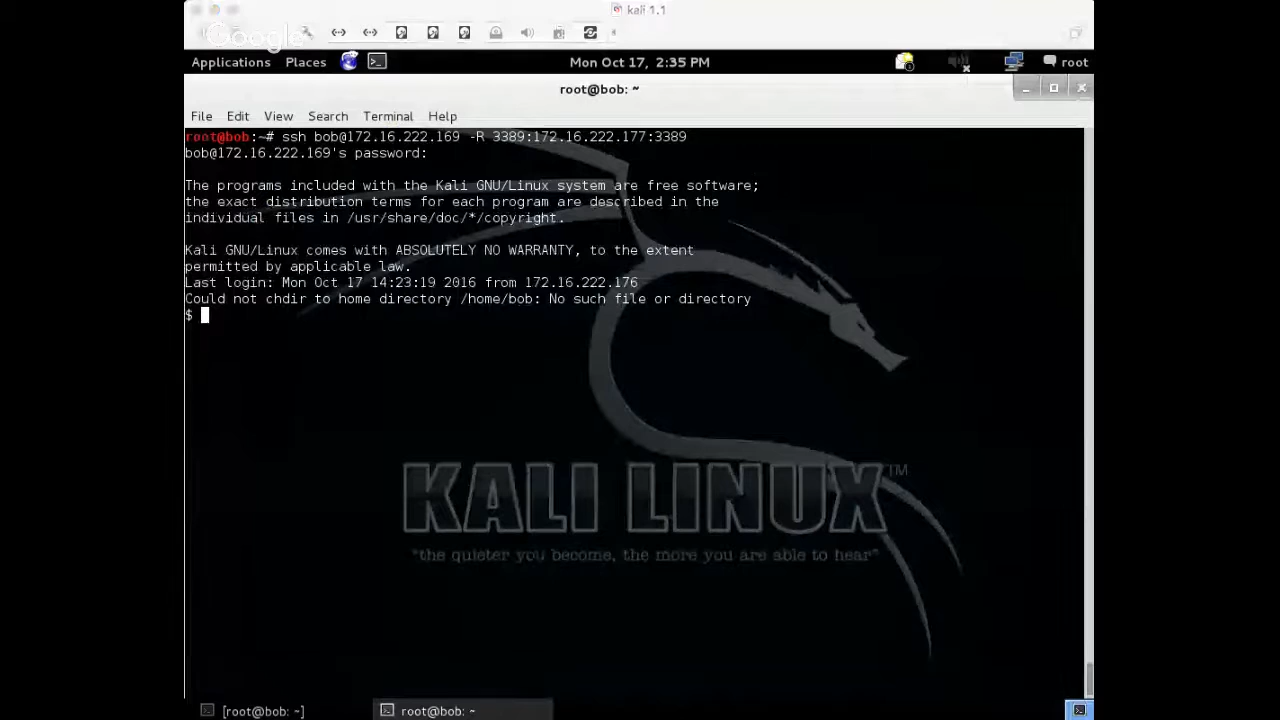 kali 1.1
Google
Applications Places Mon Oct 17, 2:35 PM root
root@bob: ~
File Edit View Search Terminal Help
root@bob:~# ssh bob@172.16.222.169 -R 3389:172.16.222.177:3389
bob@172.16.222.169's password:
The programs included with the Kali GNU/Linux system are free software;
the exact distribution terms for each program are described in the
individual files in /usr/share/doc/*/copyright.
Kali GNU/Linux comes with ABSOLUTELY NO WARRANTY, to the extent
permitted by applicable law.
Last login: Mon Oct 17 14:23:19 2016 from 172.16.222.176
Could not chdir to home directory /home/bob: No such file or directory
$
KALI LINUX™
"the quieter you become, the more you are able to hear"
[root@bob: ~] root@bob: ~